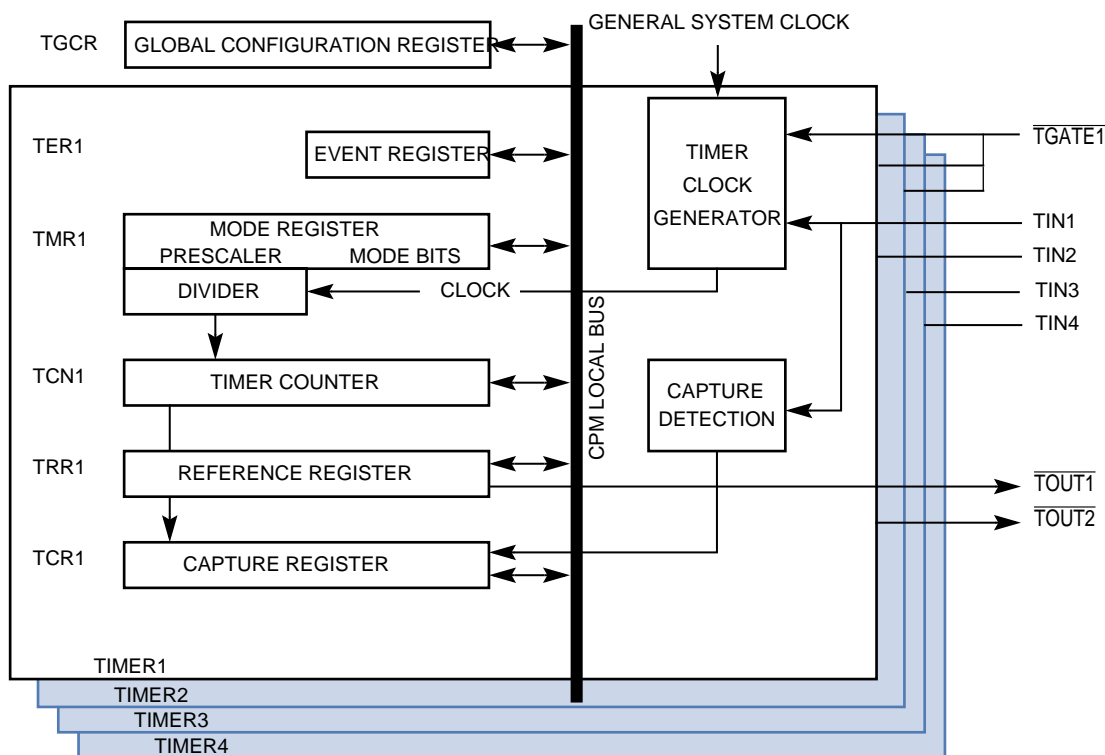 GENERAL SYSTEM CLOCK
TGCR
GLOBAL CONFIGURATION REGISTER
TER1
EVENT REGISTER
TIMER
CLOCK
GENERATOR
TGATE1
TMR1
MODE REGISTER
PRESCALER MODE BITS
DIVIDER
CLOCK
TIN1
TIN2
TIN3
TIN4
CPM LOCAL BUS
TCN1
TIMER COUNTER
CAPTURE
DETECTION
TRR1
REFERENCE REGISTER
TOUT1
TOUT2
TCR1
CAPTURE REGISTER
TIMER1
TIMER2
TIMER3
TIMER4